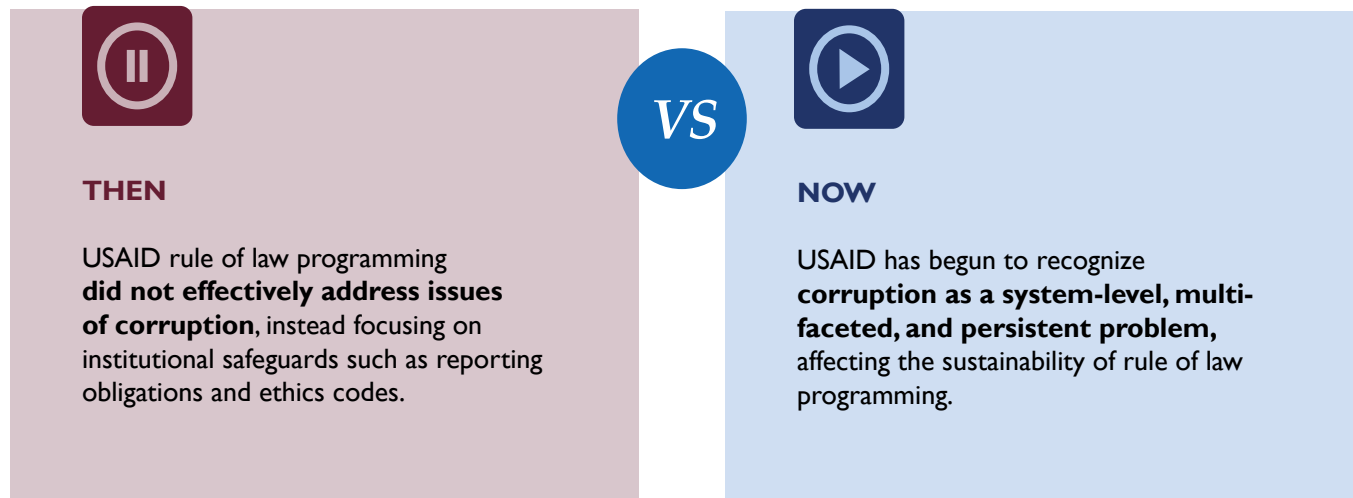 VS
THEN
USAID rule of law programming
did not effectively address issues
of corruption, instead focusing on
institutional safeguards such as reporting
obligations and ethics codes.
NOW
USAID has begun to recognize
corruption as a system-level, multi-
faceted, and persistent problem,
affecting the sustainability of rule of law
programming.